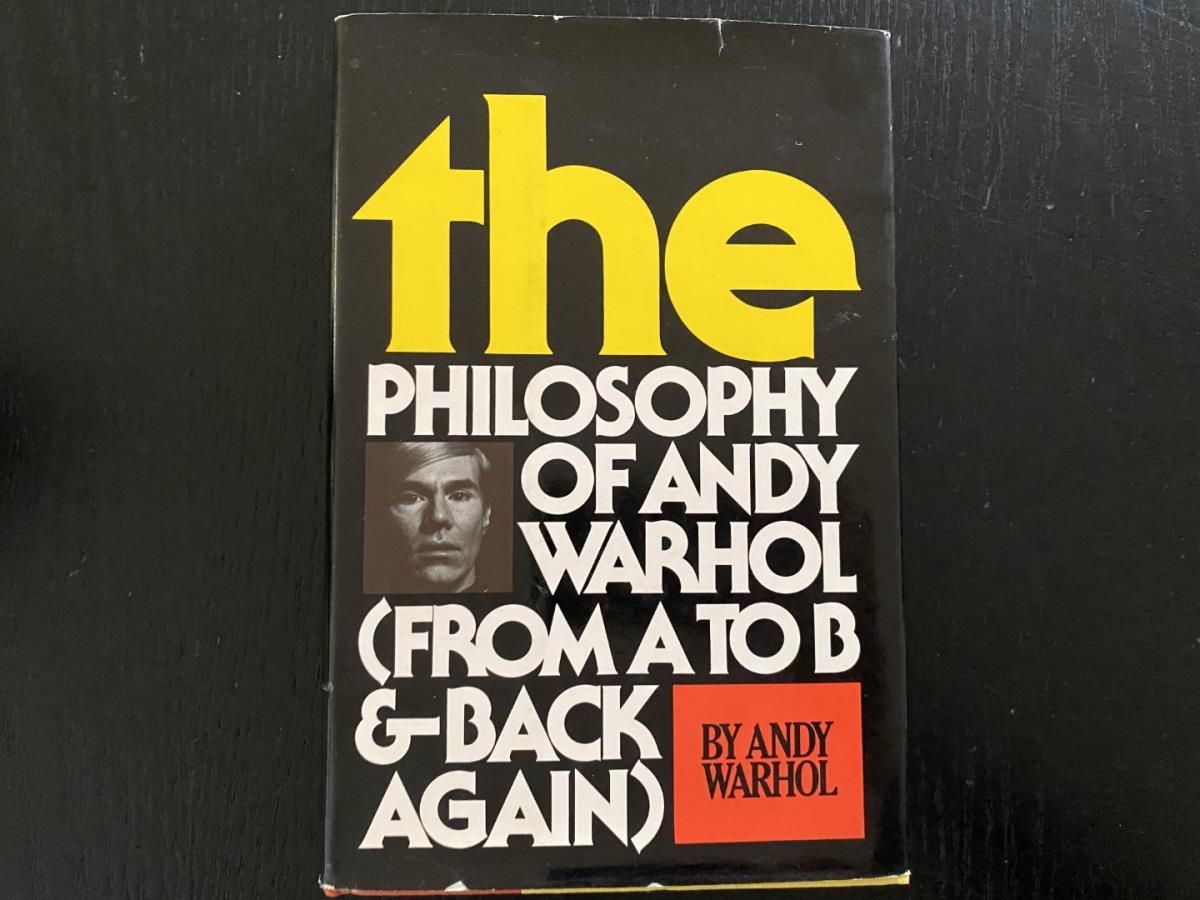 the
PHILOSOPHY
OF ANDY
WARHOL
(FROM A TO B
& BACK
AGAIN)
BY ANDY
WARHOL